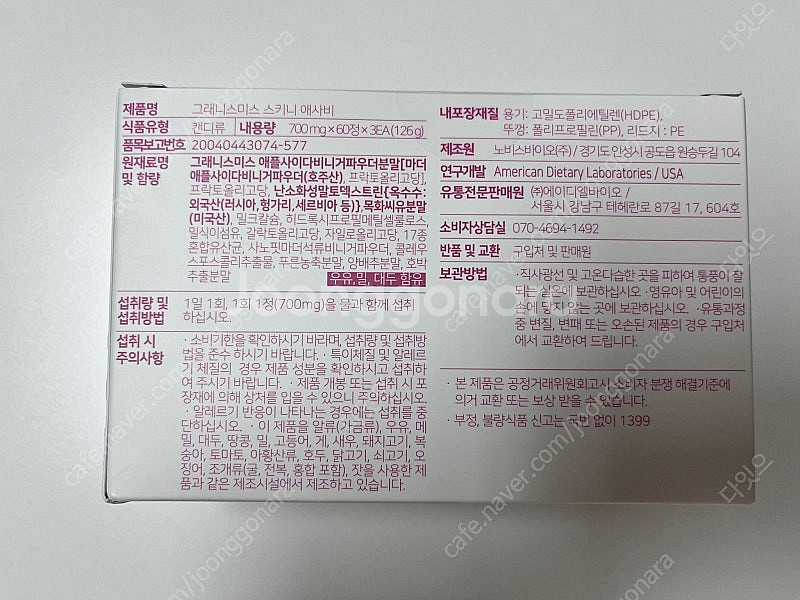 제품명 그래니스미스 스키니 애사비
식품유형 캔디류 내용량 700mg×60정×3EA(126g)
품목보고번호 20040443074-577
원재료명 및 함량
그래니스미스 애플사이다비니거파우더분말[마더
애플사이다비니거파우더(호주산), 프락토올리고당],
프락토올리고당, 난소화성말토덱스트린{옥수수:
외국산(러시아,헝가리,세르비아 등)},목화씨유분말
(미국산), 밀크칼슘, 히드록시프로필메틸셀룰로스,
밀식이섬유, 갈락토올리고당, 자일로올리고당, 17종
혼합유산균, 사노핏마더석류비니거파우더, 콜레우
스포스콜리추출물, 푸른농축분말, 양배추분말, 호박
추출분말
우유, 밀, 대두 함유
섭취량 및 섭취방법
1일 1회, 1회 1정(700mg)을 물과 함께 섭취
하십시오.
섭취 시 주의사항
· 소비기한을 확인하시기 바라며, 섭취량 및 섭취방
법을 준수 하시기 바랍니다. · 특이체질 및 알레르
기 체질의 경우 제품 성분을 확인하시고 섭취하
여 주시기 바랍니다. · 제품 개봉 또는 섭취 시 포
장재에 의해 상처를 입을 수 있으니 주의하십시오.
· 알레르기 반응이 나타나는 경우에는 섭취를 중
단하십시오. · 이 제품을 알류(가금류), 우유, 메
밀, 대두, 땅콩, 밀, 고등어, 게, 새우, 돼지고기, 복
숭아, 토마토, 아황산류, 호두, 닭고기, 쇠고기, 오
징어, 조개류(굴, 전복, 홍합 포함), 잣을 사용한 제
품과 같은 제조시설에서 제조하고 있습니다.
내포장재질 용기: 고밀도폴리에틸렌(HDPE),
뚜껑: 폴리프로필린(PP), 리드지 : PE
제조원 노비스바이오(주) / 경기도 안성시 공도읍 원승두길 104
연구개발 American Dietary Laboratories / USA
유통전문판매원 ㈜에이디엘바이오 /
서울시 강남구 테헤란로 87길 17, 604호
소비자상담실 070-4694-1492
반품 및 교환 구입처 및 판매원
보관방법 · 직사광선 및 고온다습한 곳을 피하여 통풍이 잘
되는 실온에 보관하십시오. · 영유아 및 어린이의
손에 닿지 않는 곳에 보관하십시오. · 유통과정
중 변질, 변패 또는 오손된 제품의 경우 구입처
에서 교환하여 드립니다.
· 본 제품은 공정거래위원회고시 소비자 분쟁 해결기준에
의거 교환 또는 보상 받을 수 있습니다.
· 부정, 불량식품 신고는 국번 없이 1399
joonggonara
cafe.naver.com/joonggonara
다잇으